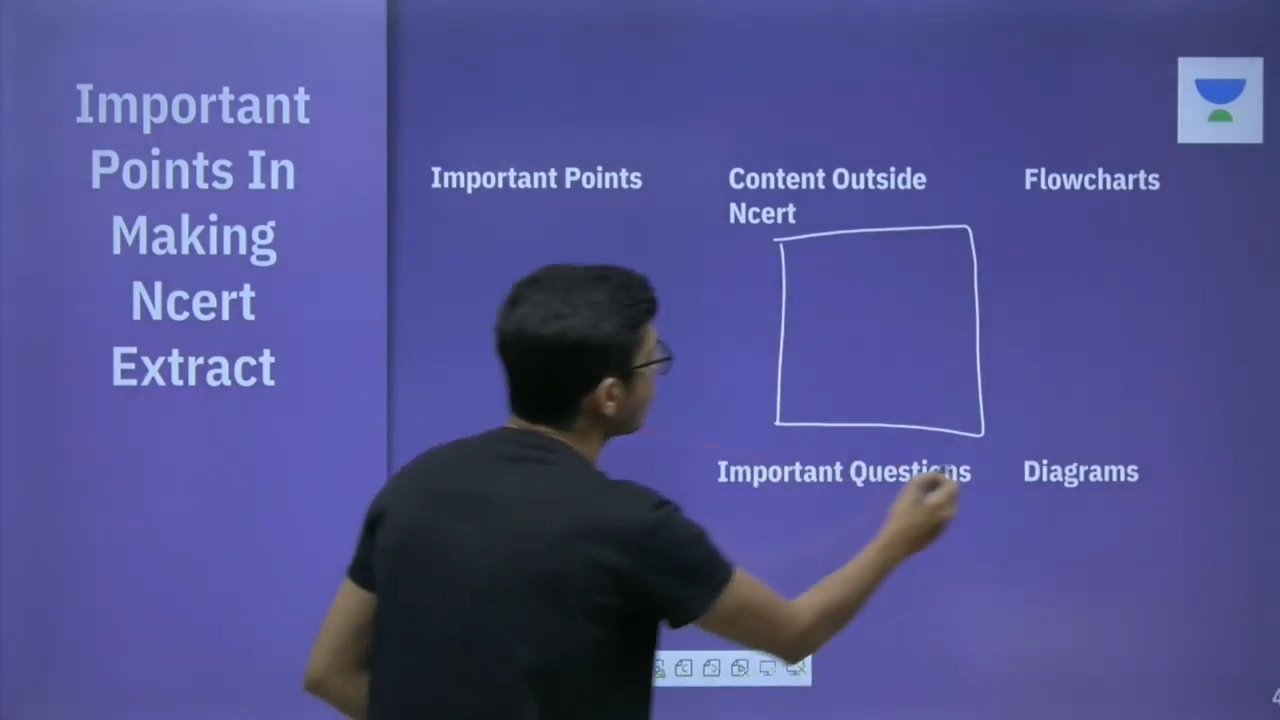 Important
Points In
Making
Ncert
Extract
Important Points
Content Outside
Ncert
Flowcharts
Important Questions
Diagrams